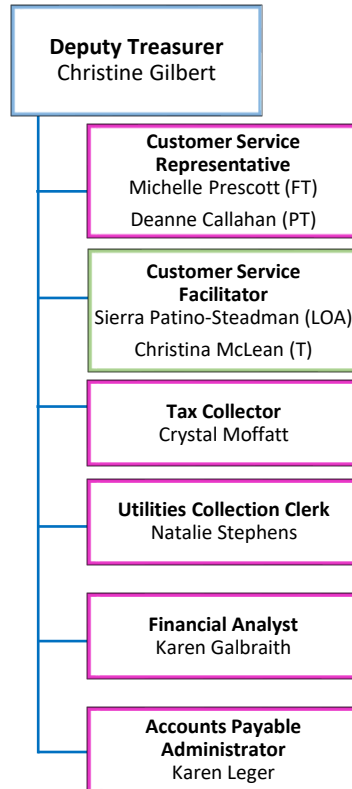 Deputy Treasurer
Christine Gilbert
Customer Service
Representative
Michelle Prescott (FT)
Deanne Callahan (PT)
Customer Service
Facilitator
Sierra Patino-Steadman (LOA)
Christina McLean (T)
Tax Collector
Crystal Moffatt
Utilities Collection Clerk
Natalie Stephens
Financial Analyst
Karen Galbraith
Accounts Payable
Administrator
Karen Leger